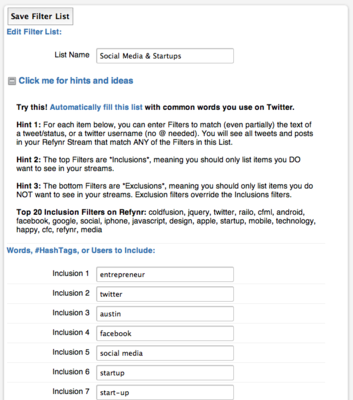 Save Filter List
Edit Filter List:
List Name Social Media & Startups
Click me for hints and ideas
Try this! Automatically fill this list with common words you use on Twitter.
Hint 1: For each item below, you can enter Filters to match (even partially) the text of
a tweet/status, or a twitter username (no @ needed). You will see all tweets and posts
in your Refynr Stream that match ANY of the Filters in this List.
Hint 2: The top Filters are "Inclusions", meaning you should only list items you DO
want to see in your streams.
Hint 3: The bottom Filters are "Exclusions", meaning you should only list items you do
NOT want to see in your streams. Exclusion filters override the Inclusions filters.
Top 20 Inclusion Filters on Refynr: coldfusion, jquery, twitter, railo, cfml, android,
facebook, google, social, iphone, javascript, design, apple, startup, mobile, technology,
happy, cfc, refynr, media
Words, #HashTags, or Users to Include:
Inclusion 1 entrepreneur
Inclusion 2 twitter
Inclusion 3 austin
Inclusion 4 facebook
Inclusion 5 social media
Inclusion 6 startup
Inclusion 7 start-up